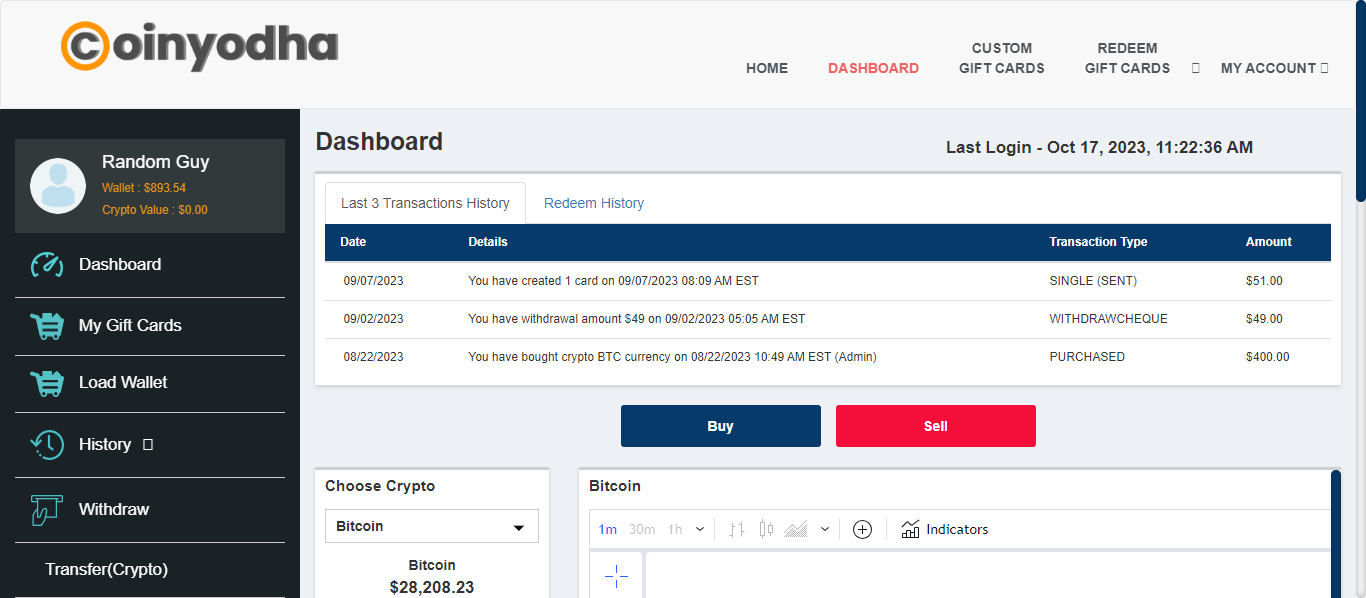 coinyodha
HOME
DASHBOARD
CUSTOM
GIFT CARDS
REDEEM
GIFT CARDS
MY ACCOUNT
Random Guy
Wallet : $893.54
Crypto Value : $0.00
Dashboard
My Gift Cards
Load Wallet
History
Withdraw
Transfer(Crypto)
Dashboard
Last Login - Oct 17, 2023, 11:22:36 AM
Last 3 Transactions History
Redeem History
Date Details Transaction Type Amount
09/07/2023 You have created 1 card on 09/07/2023 08:09 AM EST SINGLE (SENT) $51.00
09/02/2023 You have withdrawal amount $49 on 09/02/2023 05:05 AM EST WITHDRAWCHEQUE $49.00
08/22/2023 You have bought crypto BTC currency on 08/22/2023 10:49 AM EST (Admin) PURCHASED $400.00
Buy
Sell
Choose Crypto
Bitcoin
Bitcoin
$28,208.23
Bitcoin
1m 30m 1h
Indicators